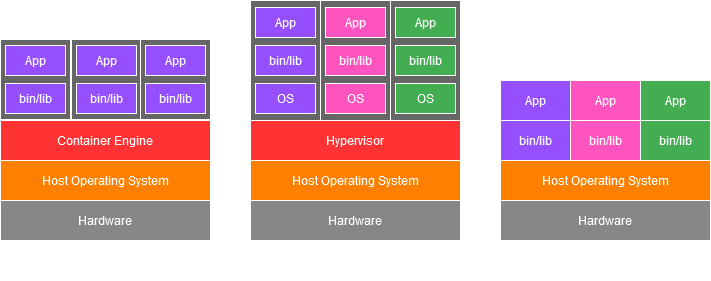 App App App
bin/lib bin/lib bin/lib
Container Engine
Host Operating System
Hardware
App App App
bin/lib bin/lib bin/lib
OS OS OS
Hypervisor
Host Operating System
Hardware
App App App
bin/lib bin/lib bin/lib
Host Operating System
Hardware